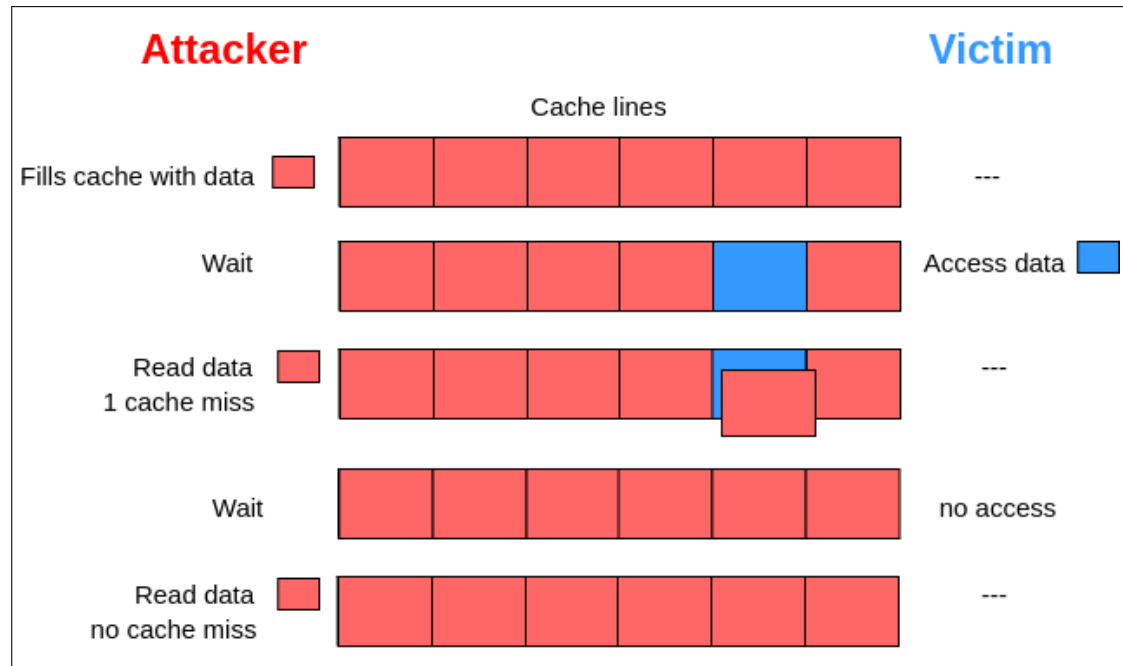 Attacker
Victim
Cache lines
Fills cache with data
---
Wait
Access data
Read data
1 cache miss
---
Wait
no access
Read data
no cache miss
---